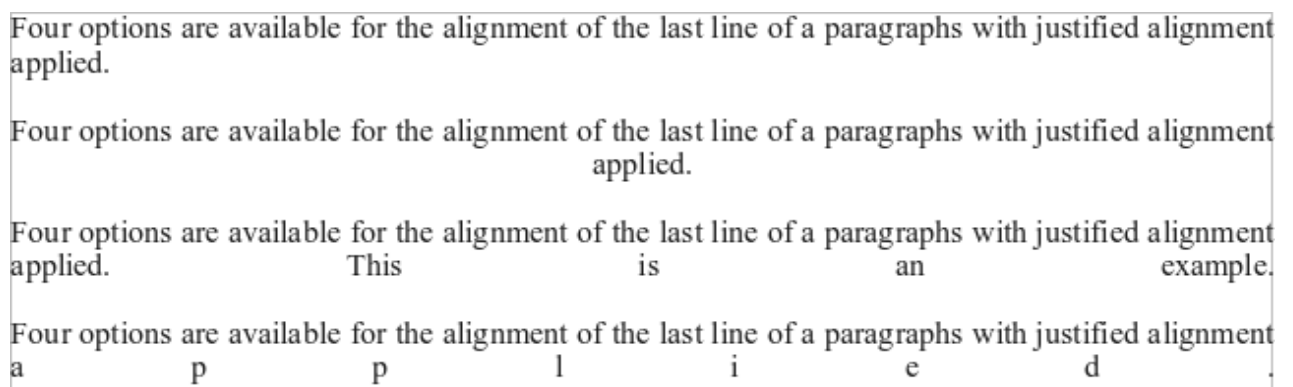 Four options are available for the alignment of the last line of a paragraphs with justified alignment
applied.
Four options are available for the alignment of the last line of a paragraphs with justified alignment
applied.
Four options are available for the alignment of the last line of a paragraphs with justified alignment
applied. This is an example.
Four options are available for the alignment of the last line of a paragraphs with justified alignment
a p p l i e d .